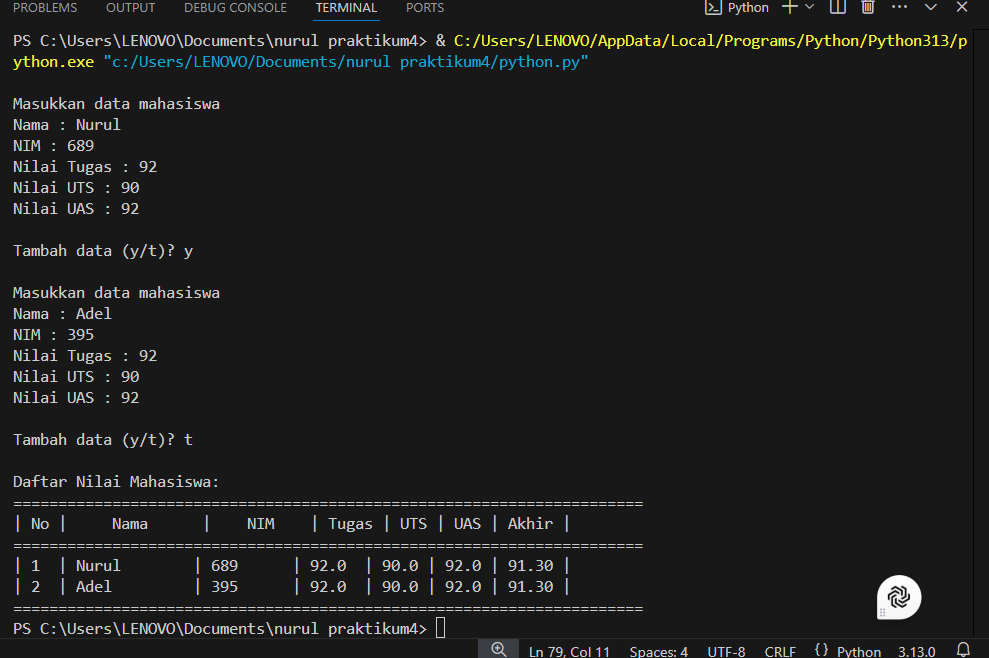 PROBLEMS OUTPUT DEBUG CONSOLE TERMINAL PORTS Python
PS C:\Users\LENOVO\Documents\nurul praktikum4> & C:/Users/LENOVO/AppData/Local/Programs/Python/Python313/p
ython.exe "c:/Users/LENOVO/Documents/nurul praktikum4/python.py"
Masukkan data mahasiswa
Nama : Nurul
NIM : 689
Nilai Tugas : 92
Nilai UTS : 90
Nilai UAS : 92
Tambah data (y/t)? y
Masukkan data mahasiswa
Nama : Adel
NIM : 395
Nilai Tugas : 92
Nilai UTS : 90
Nilai UAS : 92
Tambah data (y/t)? t
Daftar Nilai Mahasiswa:
======================================================================
| No |     Nama      |    NIM    | Tugas | UTS | UAS | Akhir |
======================================================================
| 1  | Nurul        | 689      | 92.0  | 90.0 | 92.0 | 91.30 |
| 2  | Adel         | 395      | 92.0  | 90.0 | 92.0 | 91.30 |
======================================================================
PS C:\Users\LENOVO\Documents\nurul praktikum4>
Ln 79, Col 11 Spaces: 4 UTF-8 CRLF {} Python 3.13.0